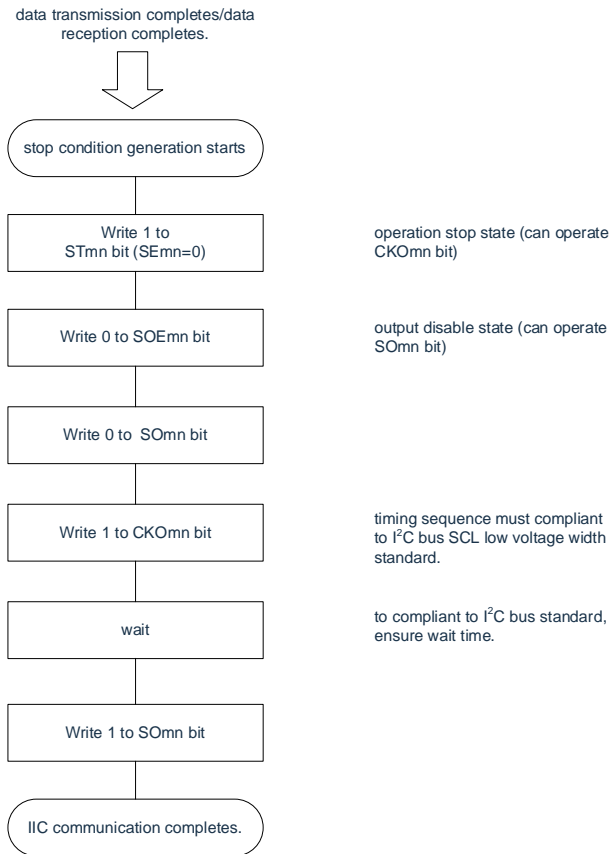 data transmission completes/data
reception completes.
stop condition generation starts
Write 1 to
STmn bit (SEmn=0)
operation stop state (can operate
CKOmn bit)
Write 0 to SOEmn bit
output disable state (can operate
SOmn bit)
Write 0 to SOmn bit
Write 1 to CKOmn bit
timing sequence must compliant
to I²C bus SCL low voltage width
standard.
wait
to compliant to I²C bus standard,
ensure wait time.
Write 1 to SOmn bit
IIC communication completes.